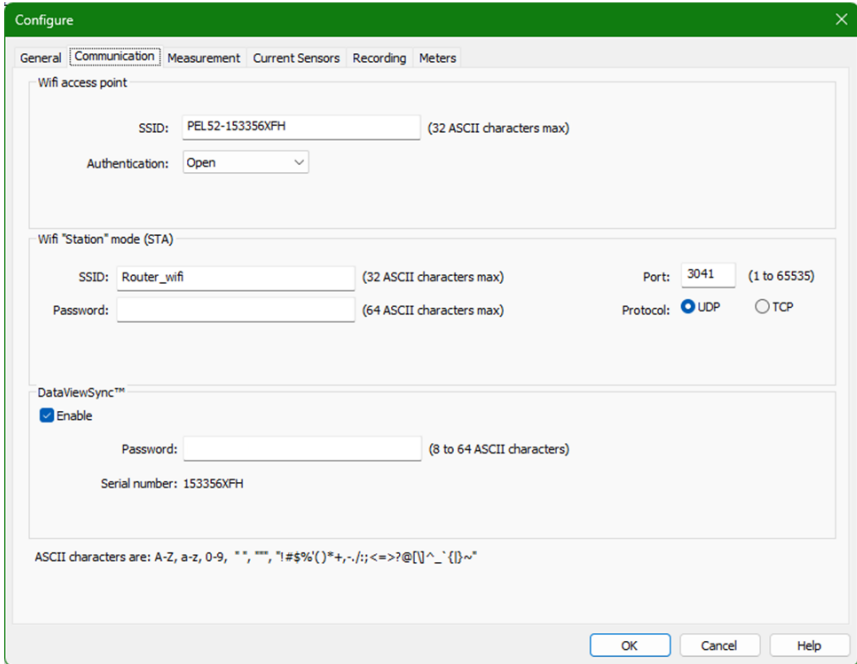 Configure
General Communication Measurement Current Sensors Recording Meters
Wifi access point
SSID: PEL52-153356XFH (32 ASCII characters max)
Authentication: Open
Wifi "Station" mode (STA)
SSID: Router_wifi (32 ASCII characters max) Port: 3041 (1 to 65535)
Password: (64 ASCII characters max) Protocol: UDP TCP
DataViewSync™
Enable
Password: (8 to 64 ASCII characters)
Serial number: 153356XFH
ASCII characters are: A-Z, a-z, 0-9, " ", """, "!#$%'()*+,-./:;<=>?@[\]^_`{|}~"
OK Cancel Help